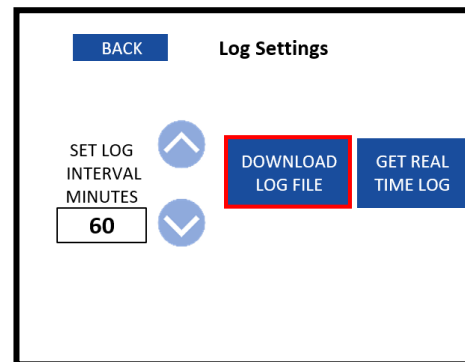 BACK
Log Settings
SET LOG
INTERVAL
MINUTES
60
DOWNLOAD
LOG FILE
GET REAL
TIME LOG